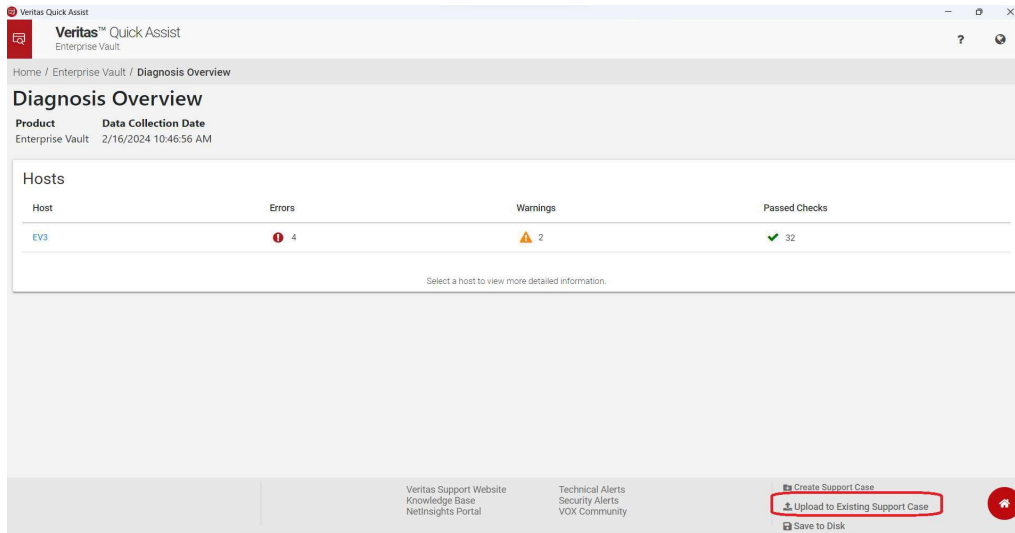 Veritas Quick Assist
Veritas™ Quick Assist
Enterprise Vault
?
Home / Enterprise Vault / Diagnosis Overview
Diagnosis Overview
Product Data Collection Date
Enterprise Vault 2/16/2024 10:46:56 AM
Hosts
Host Errors Warnings Passed Checks
EV3 4 2 32
Select a host to view more detailed information.
Veritas Support Website Technical Alerts Create Support Case
Knowledge Base Security Alerts Upload to Existing Support Case
NetInsights Portal VOX Community Save to Disk